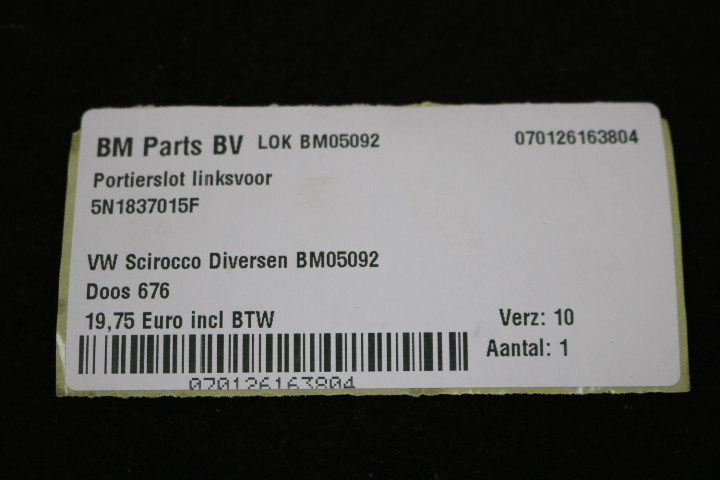 BM Parts BV LOK BM05092 070126163804
Portierslot linksvoor
5N1837015F
VW Scirocco Diversen BM05092
Doos 676
19,75 Euro incl BTW Verz: 10
Aantal: 1
070126163804